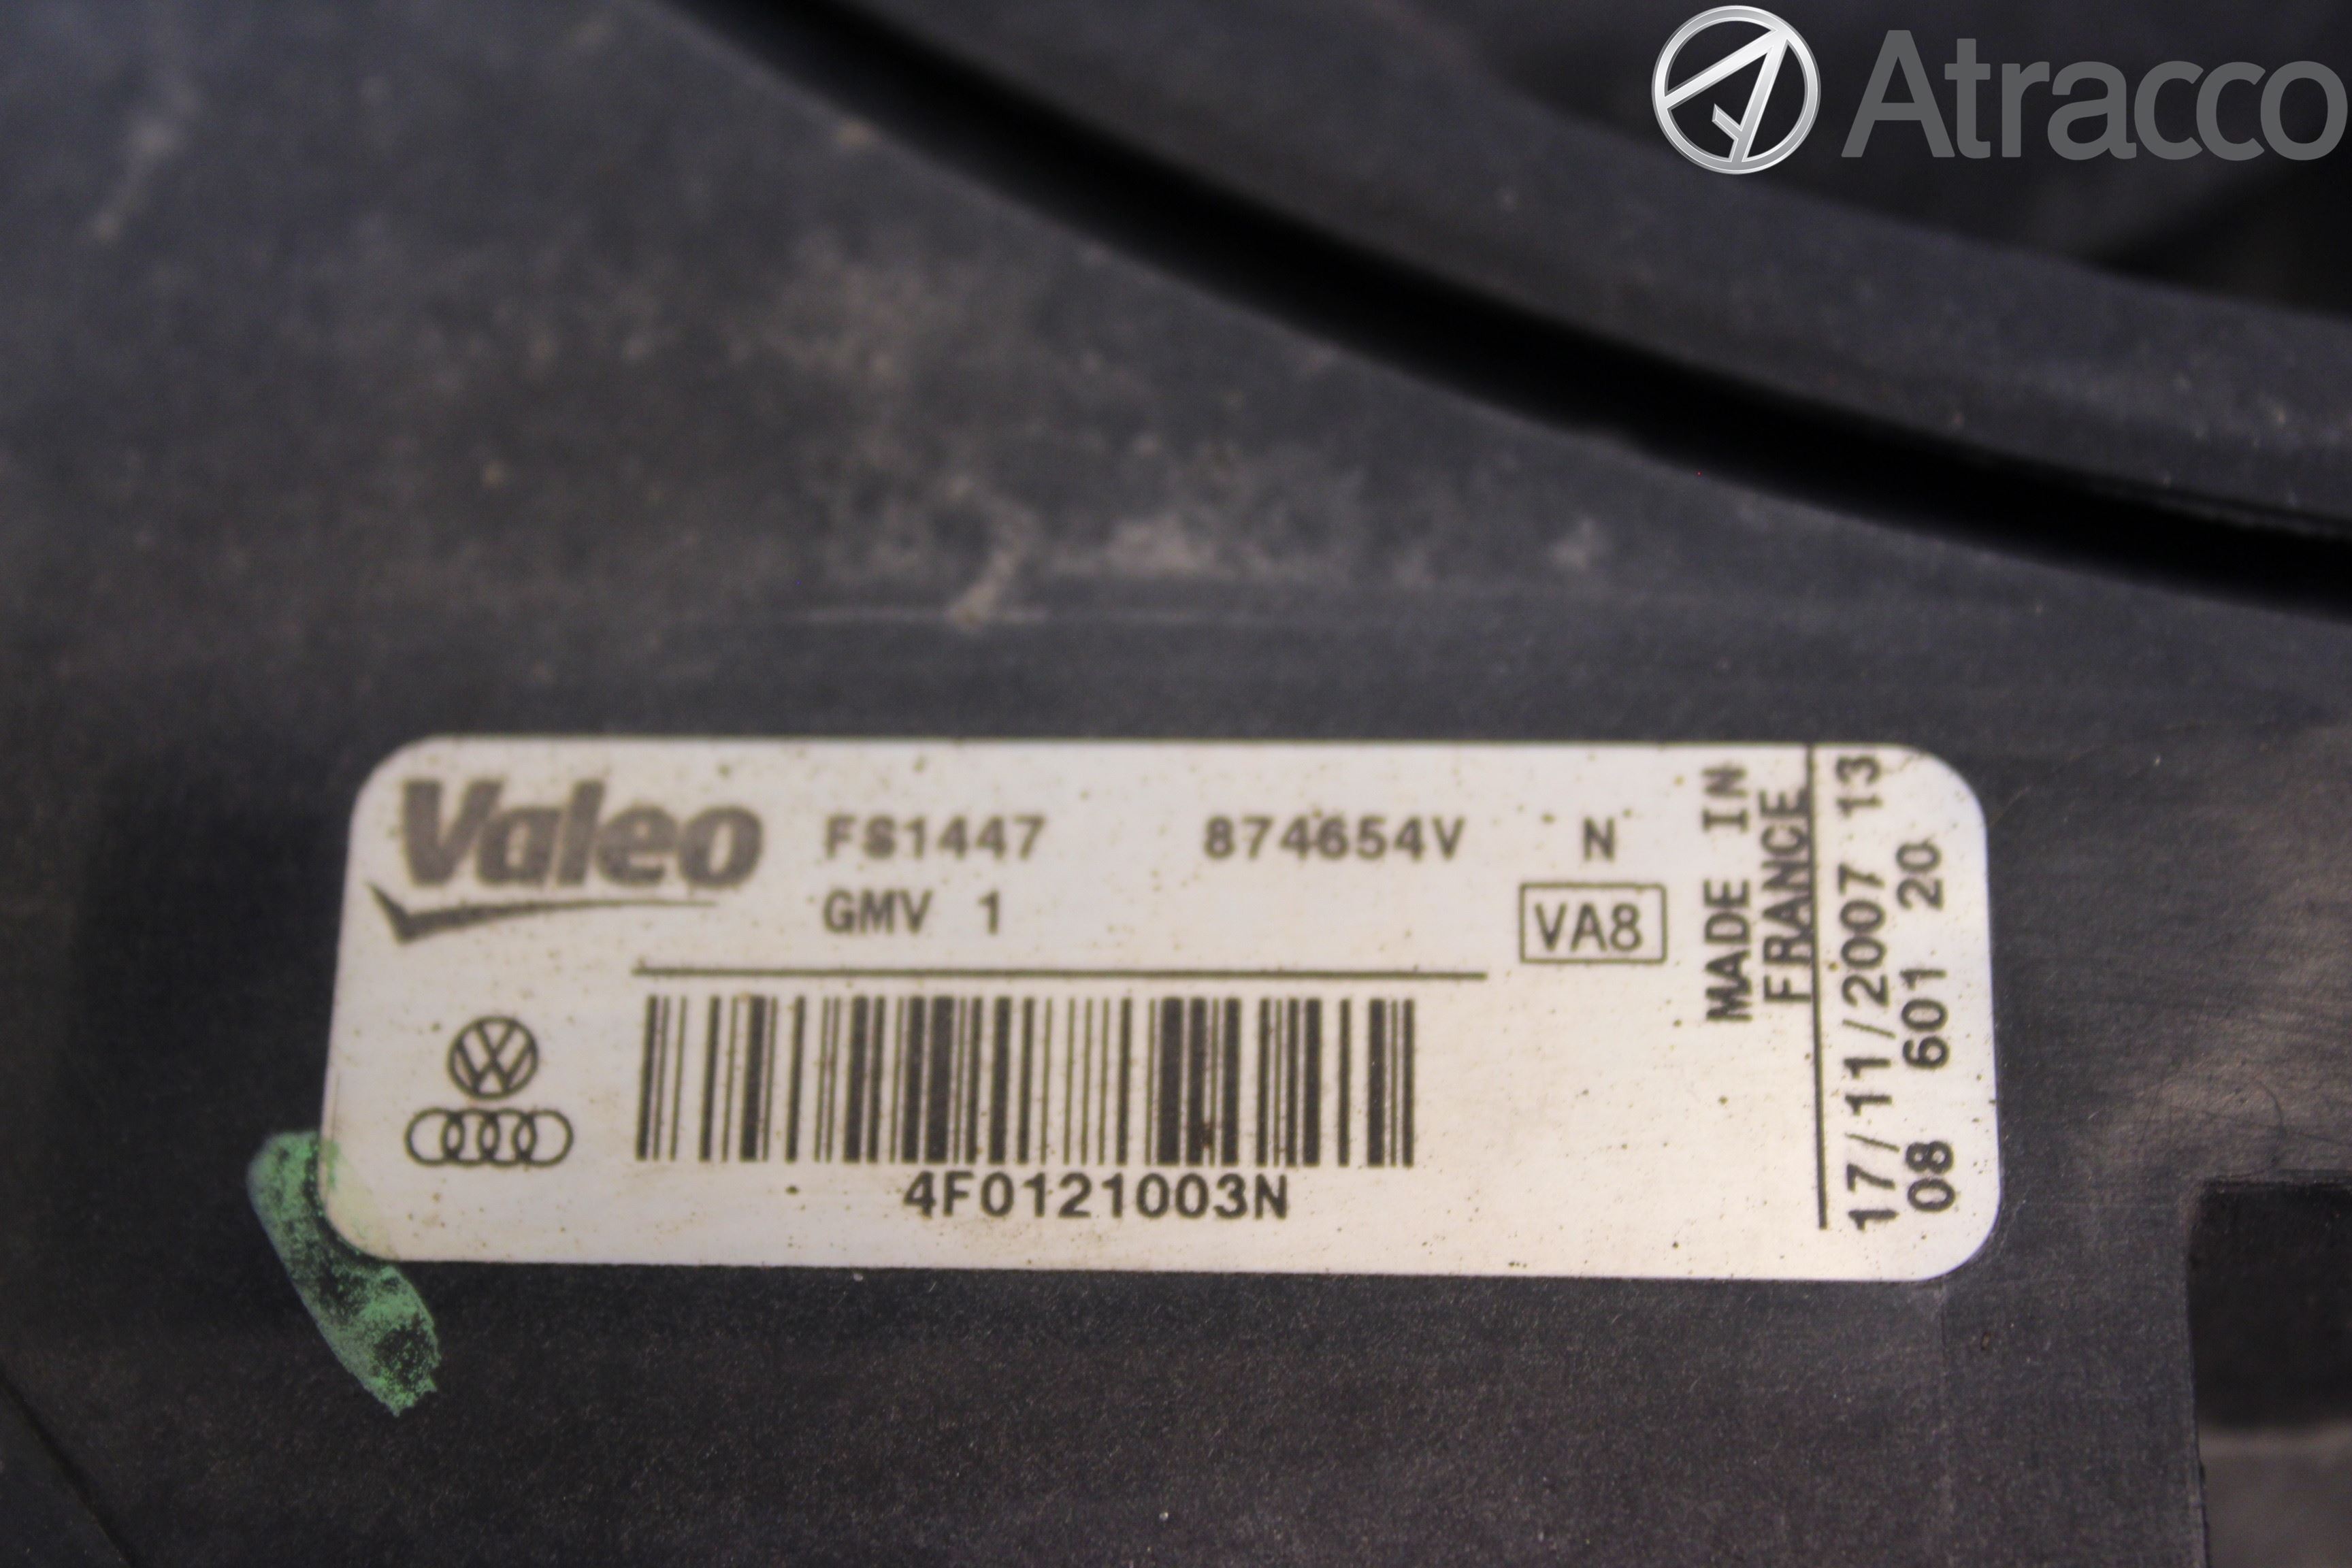 Atracco
Valeo FS1447 874654V N
GMV 1 VA8
4F0121003N
MADE IN
FRANCE
17/11/2007 13
08 601 20